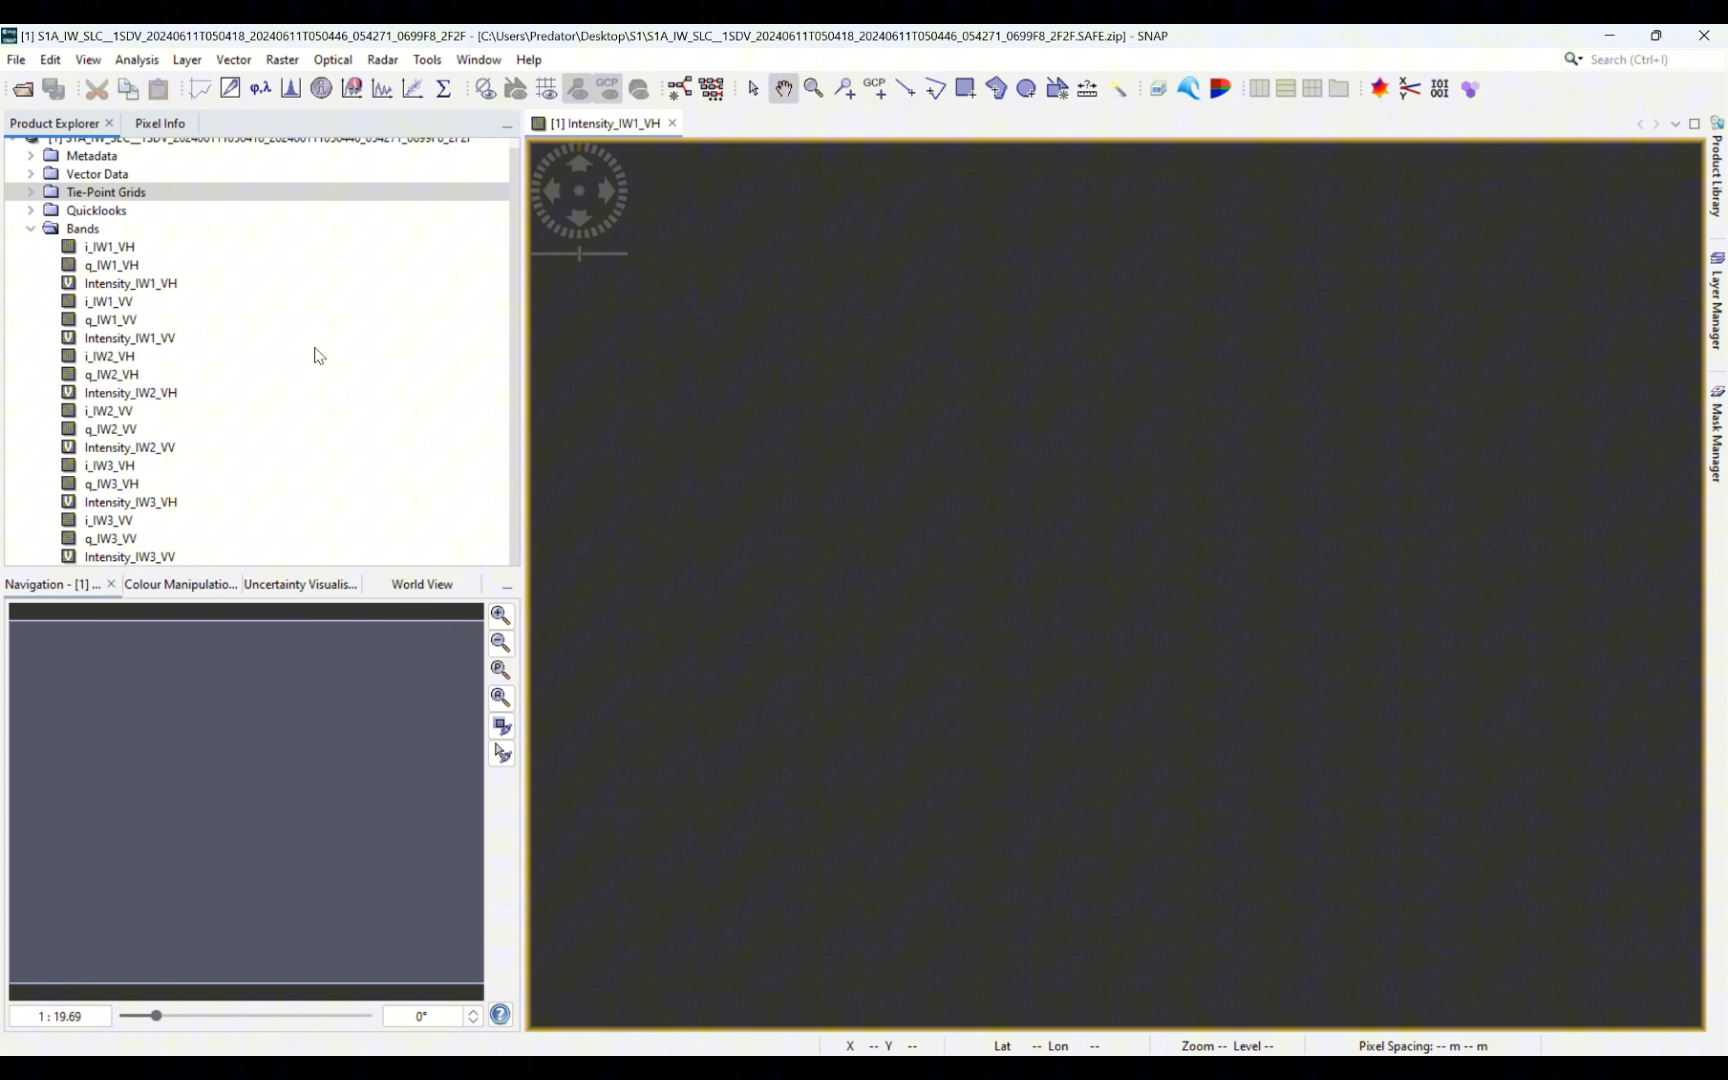 [1] S1A_IW_SLC__1SDV_20240611T050418_20240611T050446_054271_0699F8_2F2F - [C:\Users\Predator\Desktop\S1\S1A_IW_SLC__1SDV_20240611T050418_20240611T050446_054271_0699F8_2F2F.SAFE.zip] - SNAP
File Edit View Analysis Layer Vector Raster Optical Radar Tools Window Help
Search (Ctrl+I)
Product Explorer
Pixel Info
[1] Intensity_IW1_VH
[1] S1A_IW_SLC__1SDV_20240611T050418_20240611T050446_054271_0699F8_2F2F
Metadata
Vector Data
Tie-Point Grids
Quicklooks
Bands
i_IW1_VH
q_IW1_VH
Intensity_IW1_VH
i_IW1_VV
q_IW1_VV
Intensity_IW1_VV
i_IW2_VH
q_IW2_VH
Intensity_IW2_VH
i_IW2_VV
q_IW2_VV
Intensity_IW2_VV
i_IW3_VH
q_IW3_VH
Intensity_IW3_VH
i_IW3_VV
q_IW3_VV
Intensity_IW3_VV
Product Library
Layer Manager
Mask Manager
Navigation - [1] ...
Colour Manipulatio...
Uncertainty Visualis...
World View
1 : 19.69
0°
X -- Y --
Lat -- Lon --
Zoom -- Level --
Pixel Spacing: -- m -- m